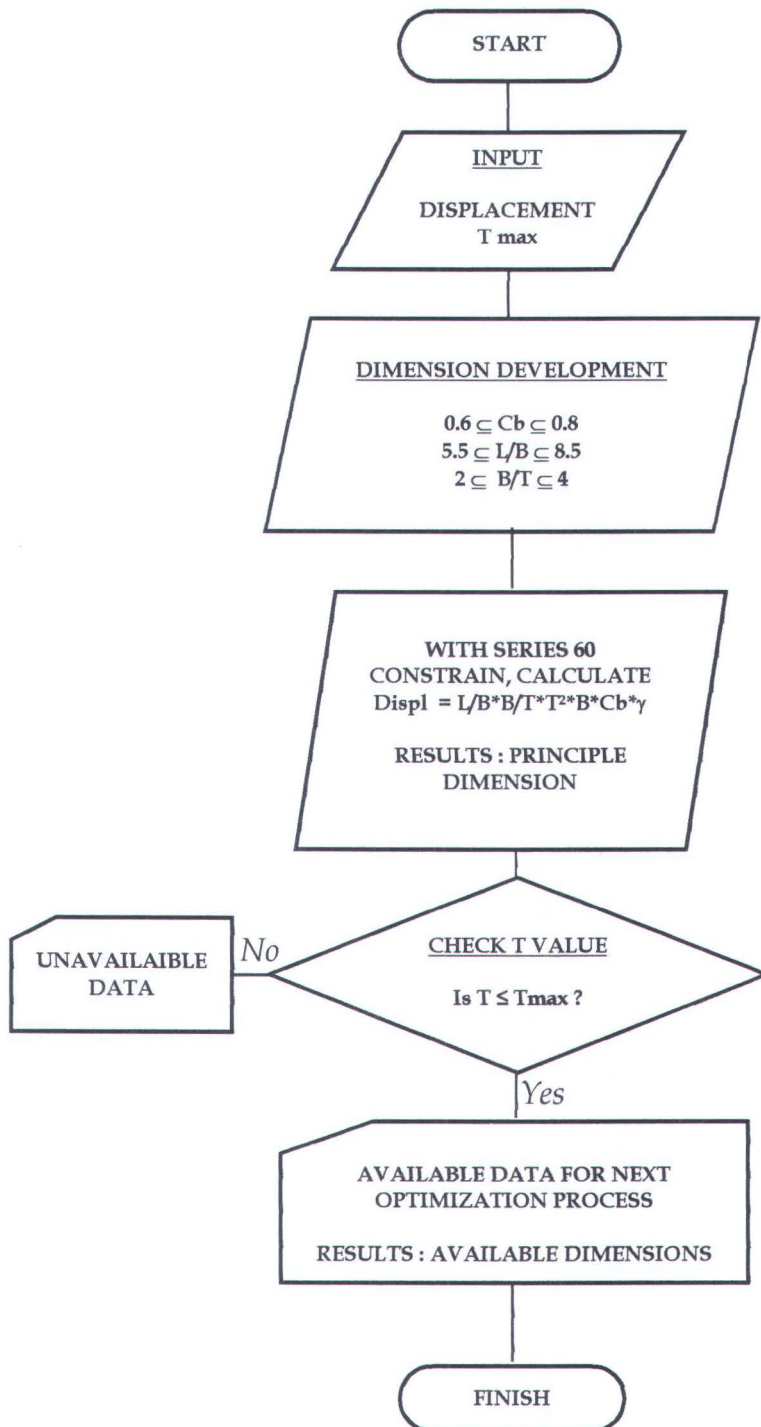 START
INPUT
DISPLACEMENT
T max
DIMENSION DEVELOPMENT
0.6 ⊆ Cb ⊆ 0.8
5.5 ⊆ L/B ⊆ 8.5
2 ⊆ B/T ⊆ 4
WITH SERIES 60
CONSTRAIN, CALCULATE
Displ = L/B*B/T*T²*B*Cb*γ
RESULTS : PRINCIPLE
DIMENSION
CHECK T VALUE
Is T ≤ Tmax ?
No
UNAVAILAIBLE
DATA
Yes
AVAILABLE DATA FOR NEXT
OPTIMIZATION PROCESS
RESULTS : AVAILABLE DIMENSIONS
FINISH